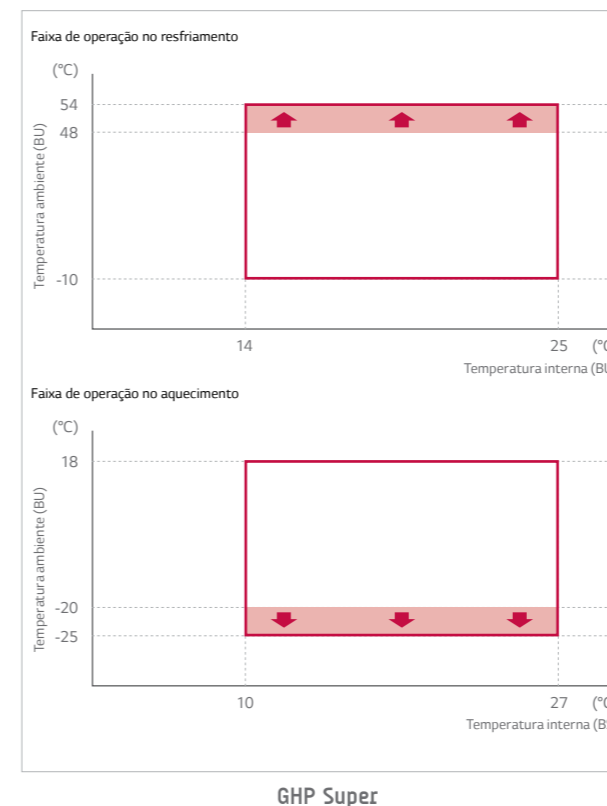 Faixa de operação no resfriamento
(°C)
54
48
-10
Temperatura ambiente (BU)
14
25
Temperatura interna
Faixa de operação no aquecimento
(°C)
18
-20
-25
Temperatura ambiente (BU)
10
27
Temperatura interna
GHP Super